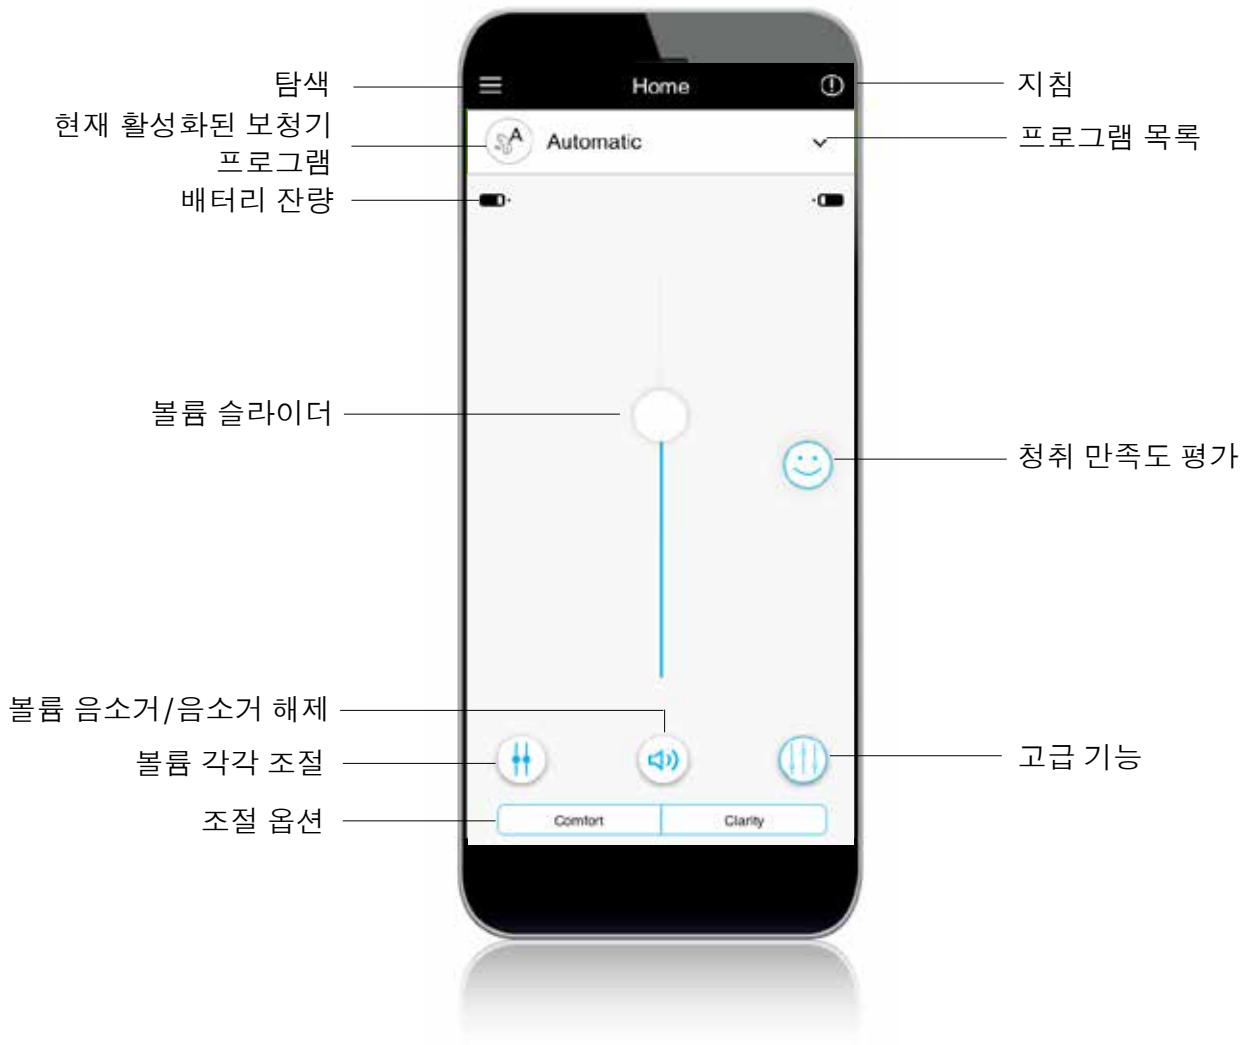 탐색
현재 활성화된 보청기
프로그램
배터리 잔량
볼륨 슬라이더
볼륨 음소거/음소거 해제
볼륨 각각 조절
조절 옵션
Home
A
Automatic
Comfort
Clarity
지침
프로그램 목록
청취 만족도 평가
고급 기능